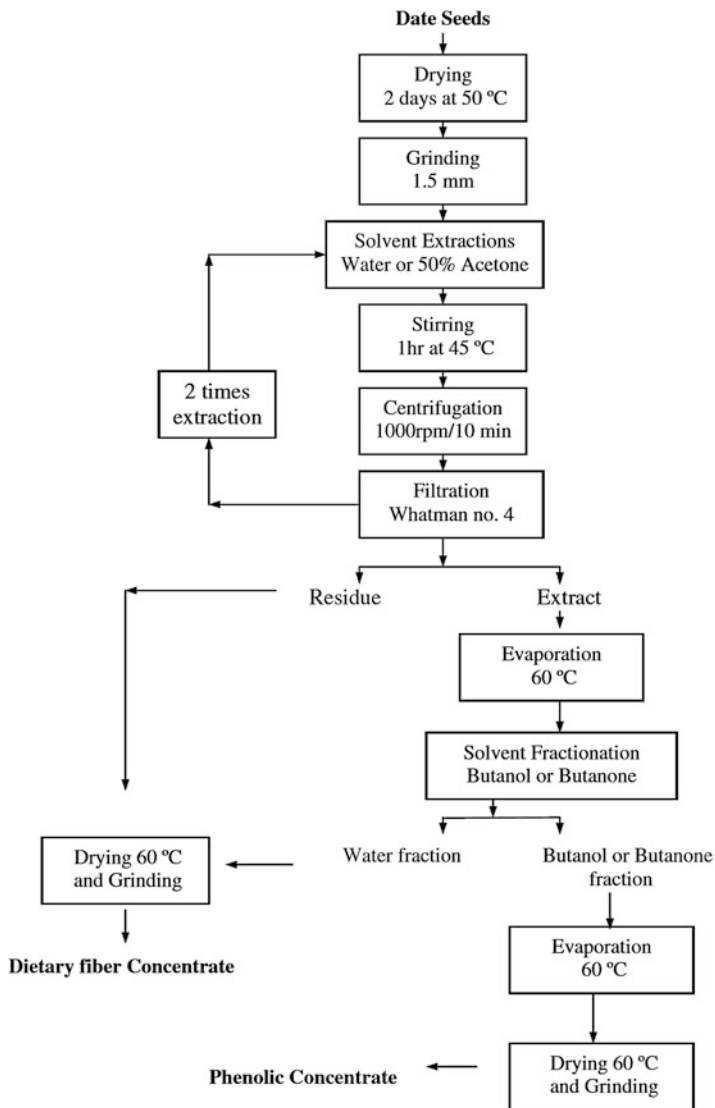 Date Seeds
Drying
2 days at 50 ºC
Grinding
1.5 mm
Solvent Extractions
Water or 50% Acetone
Stirring
1hr at 45 ºC
2 times
extraction
Centrifugation
1000rpm/10 min
Filtration
Whatman no. 4
Residue
Extract
Evaporation
60 ºC
Solvent Fractionation
Butanol or Butanone
Water fraction
Butanol or Butanone
fraction
Drying 60 ºC
and Grinding
Dietary fiber Concentrate
Evaporation
60 ºC
Drying 60 ºC
and Grinding
Phenolic Concentrate